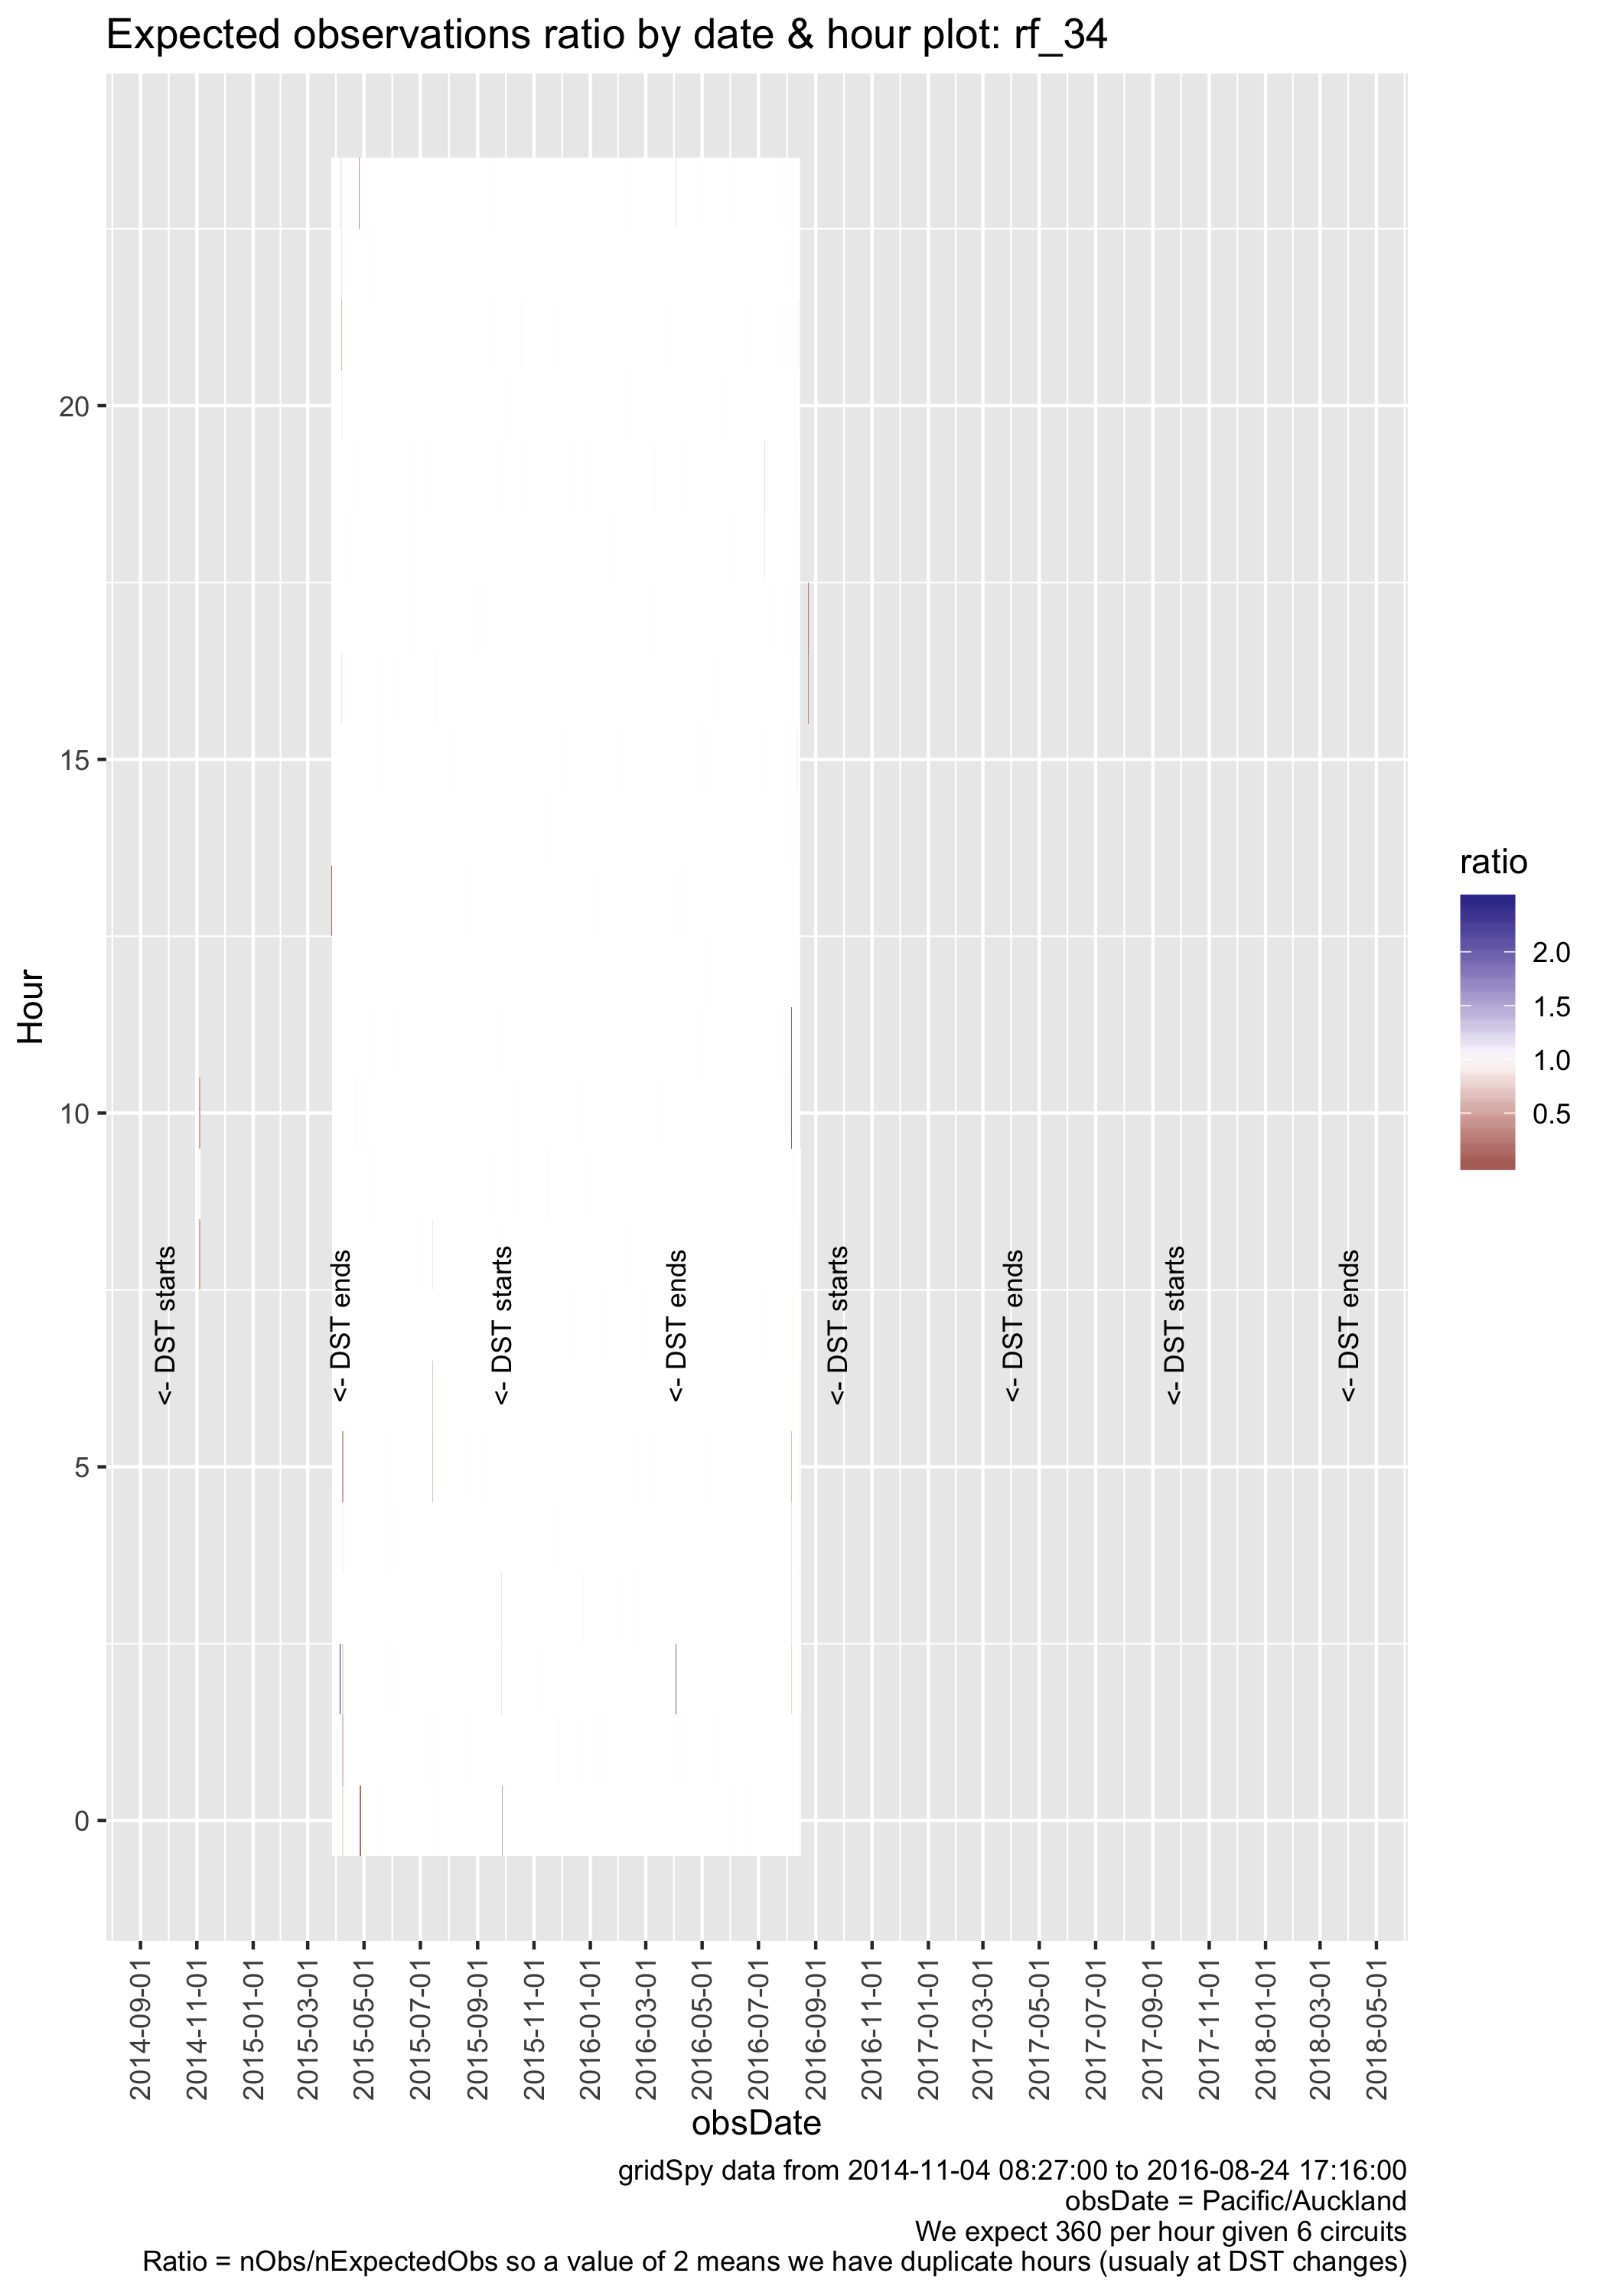 Expected observations ratio by date & hour plot: rf_34
20
15
10
5
0
Hour
<- DST starts
<- DST ends
<- DST starts
<- DST ends
<- DST starts
<- DST ends
<- DST starts
<- DST ends
ratio
2.0
1.5
1.0
0.5
2014-09-01
2014-11-01
2015-01-01
2015-03-01
2015-05-01
2015-07-01
2015-09-01
2015-11-01
2016-01-01
2016-03-01
2016-05-01
2016-07-01
2016-09-01
2016-11-01
2017-01-01
2017-03-01
2017-05-01
2017-07-01
2017-09-01
2017-11-01
2018-01-01
2018-03-01
2018-05-01
obsDate
gridSpy data from 2014-11-04 08:27:00 to 2016-08-24 17:16:00
obsDate = Pacific/Auckland
We expect 360 per hour given 6 circuits
Ratio = nObs/nExpectedObs so a value of 2 means we have duplicate hours (usualy at DST changes)